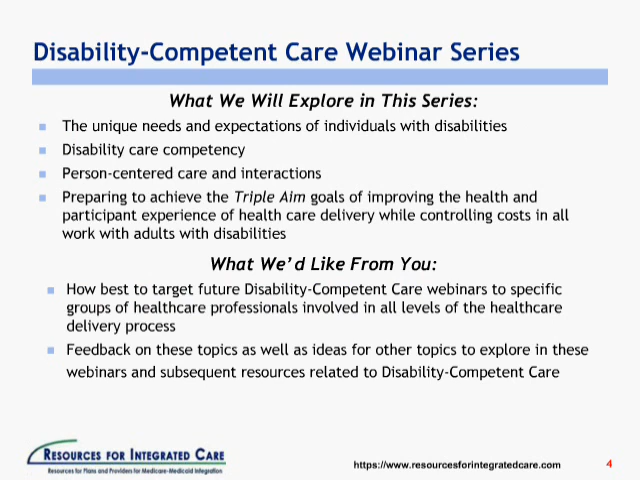 Disability-Competent Care Webinar Series
What We Will Explore in This Series:
The unique needs and expectations of individuals with disabilities
Disability care competency
Person-centered care and interactions
Preparing to achieve the Triple Aim goals of improving the health and
participant experience of health care delivery while controlling costs in all
work with adults with disabilities
What We'd Like From You:
How best to target future Disability-Competent Care webinars to specific
groups of healthcare professionals involved in all levels of the healthcare
delivery process
Feedback on these topics as well as ideas for other topics to explore in these
webinars and subsequent resources related to Disability-Competent Care
RESOURCES FOR INTEGRATED CARE
Resources for Plans and Providers for Medicare-Medicaid Integration
https://www.resourcesforintegratedcare.com
4